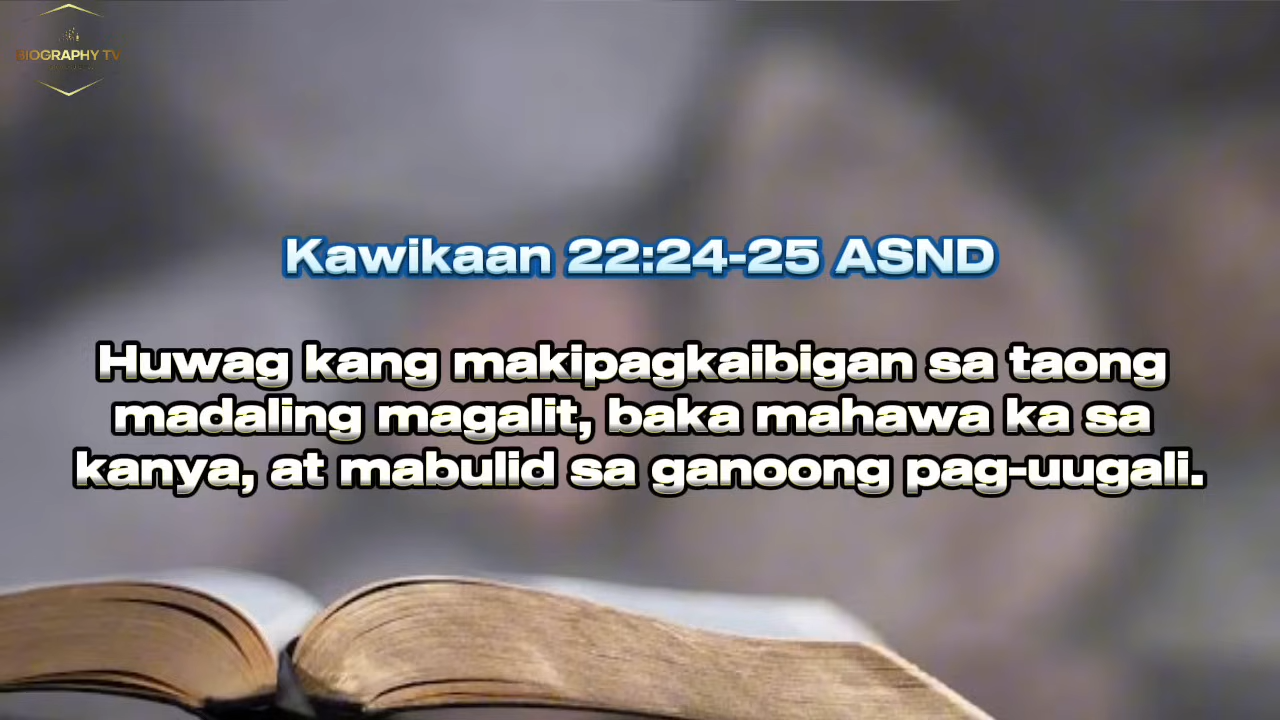 BIOGRAPHY TV
Kawikaan 22:24-25 ASND
Huwag kang makipagkaibigan sa taong
madaling magalit, baka mahawa ka sa
kanya, at mabulid sa ganoong pag-uugali.